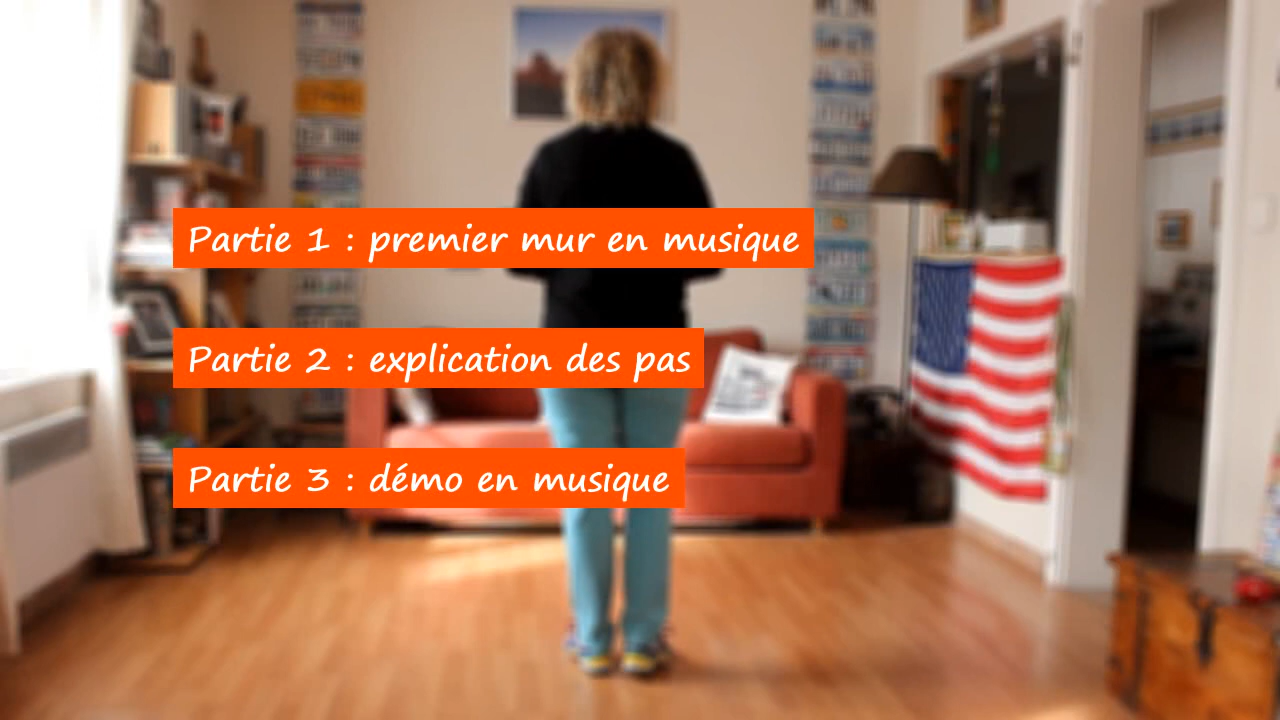 Partie 1 : premier mur en musique
Partie 2 : explication des pas
Partie 3 : démo en musique